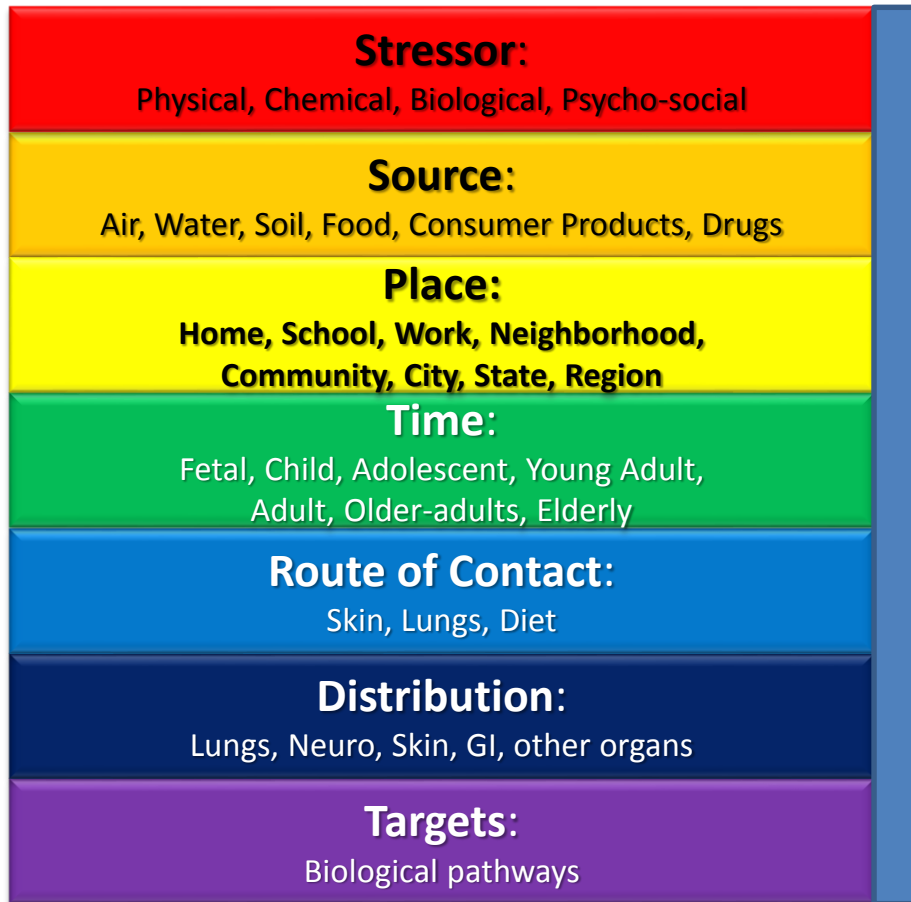 Stressor:
Physical, Chemical, Biological, Psycho-social
Source:
Air, Water, Soil, Food, Consumer Products, Drugs
Place:
Home, School, Work, Neighborhood,
Community, City, State, Region
Time:
Fetal, Child, Adolescent, Young Adult,
Adult, Older-adults, Elderly
Route of Contact:
Skin, Lungs, Diet
Distribution:
Lungs, Neuro, Skin, GI, other organs
Targets:
Biological pathways